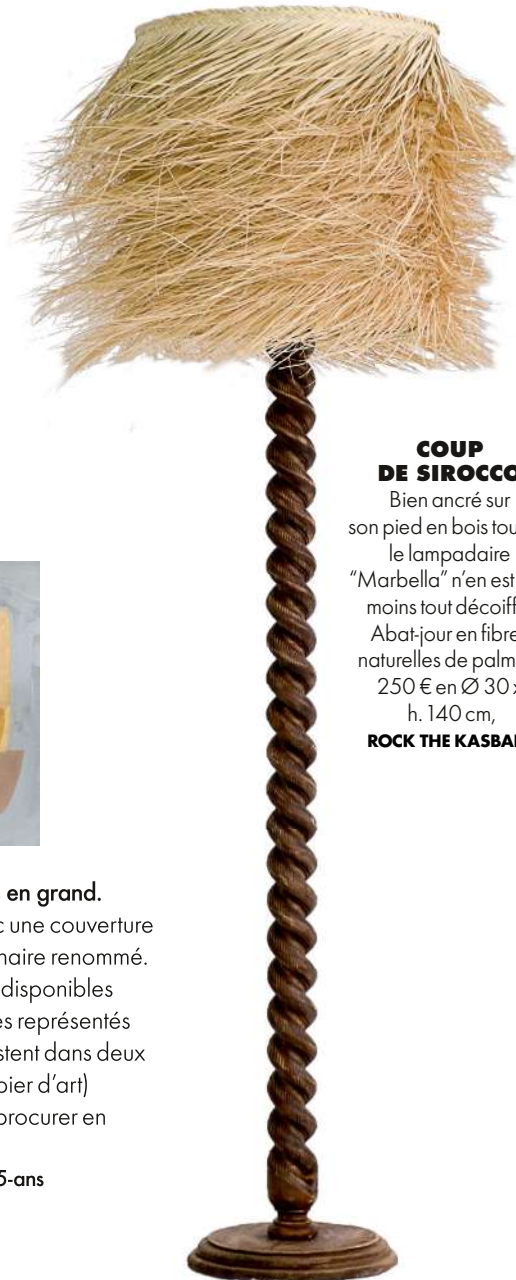 COUP
DE SIROCCO
Bien ancré sur
son pied en bois tou
le lampadaire
“Marbella” n’en est
moins tout décoiff
Abat-jour en fibre
naturelles de palm
250 € en Ø 30 x
h. 140 cm,
ROCK THE KASBAH
en grand.
c une couverture
naire renommé.
disponibles
es représentés
stent dans deux
pier d’art)
procurer en
5-ans